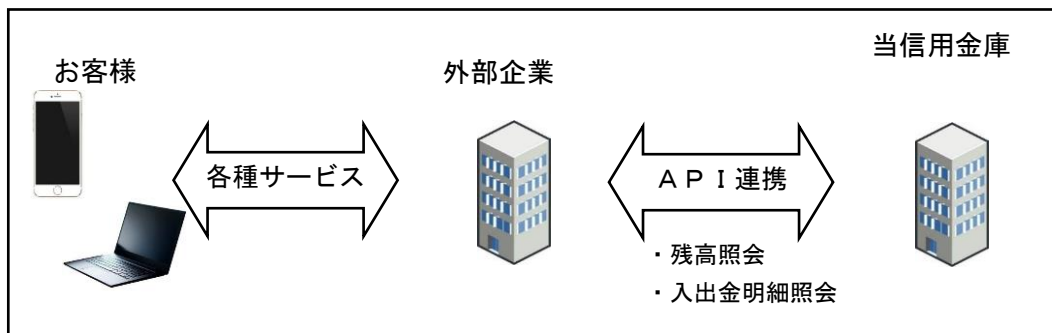 お客様
外部企業
当信用金庫
各種サービス
ＡＰＩ連携
・残高照会
・入出金明細照会